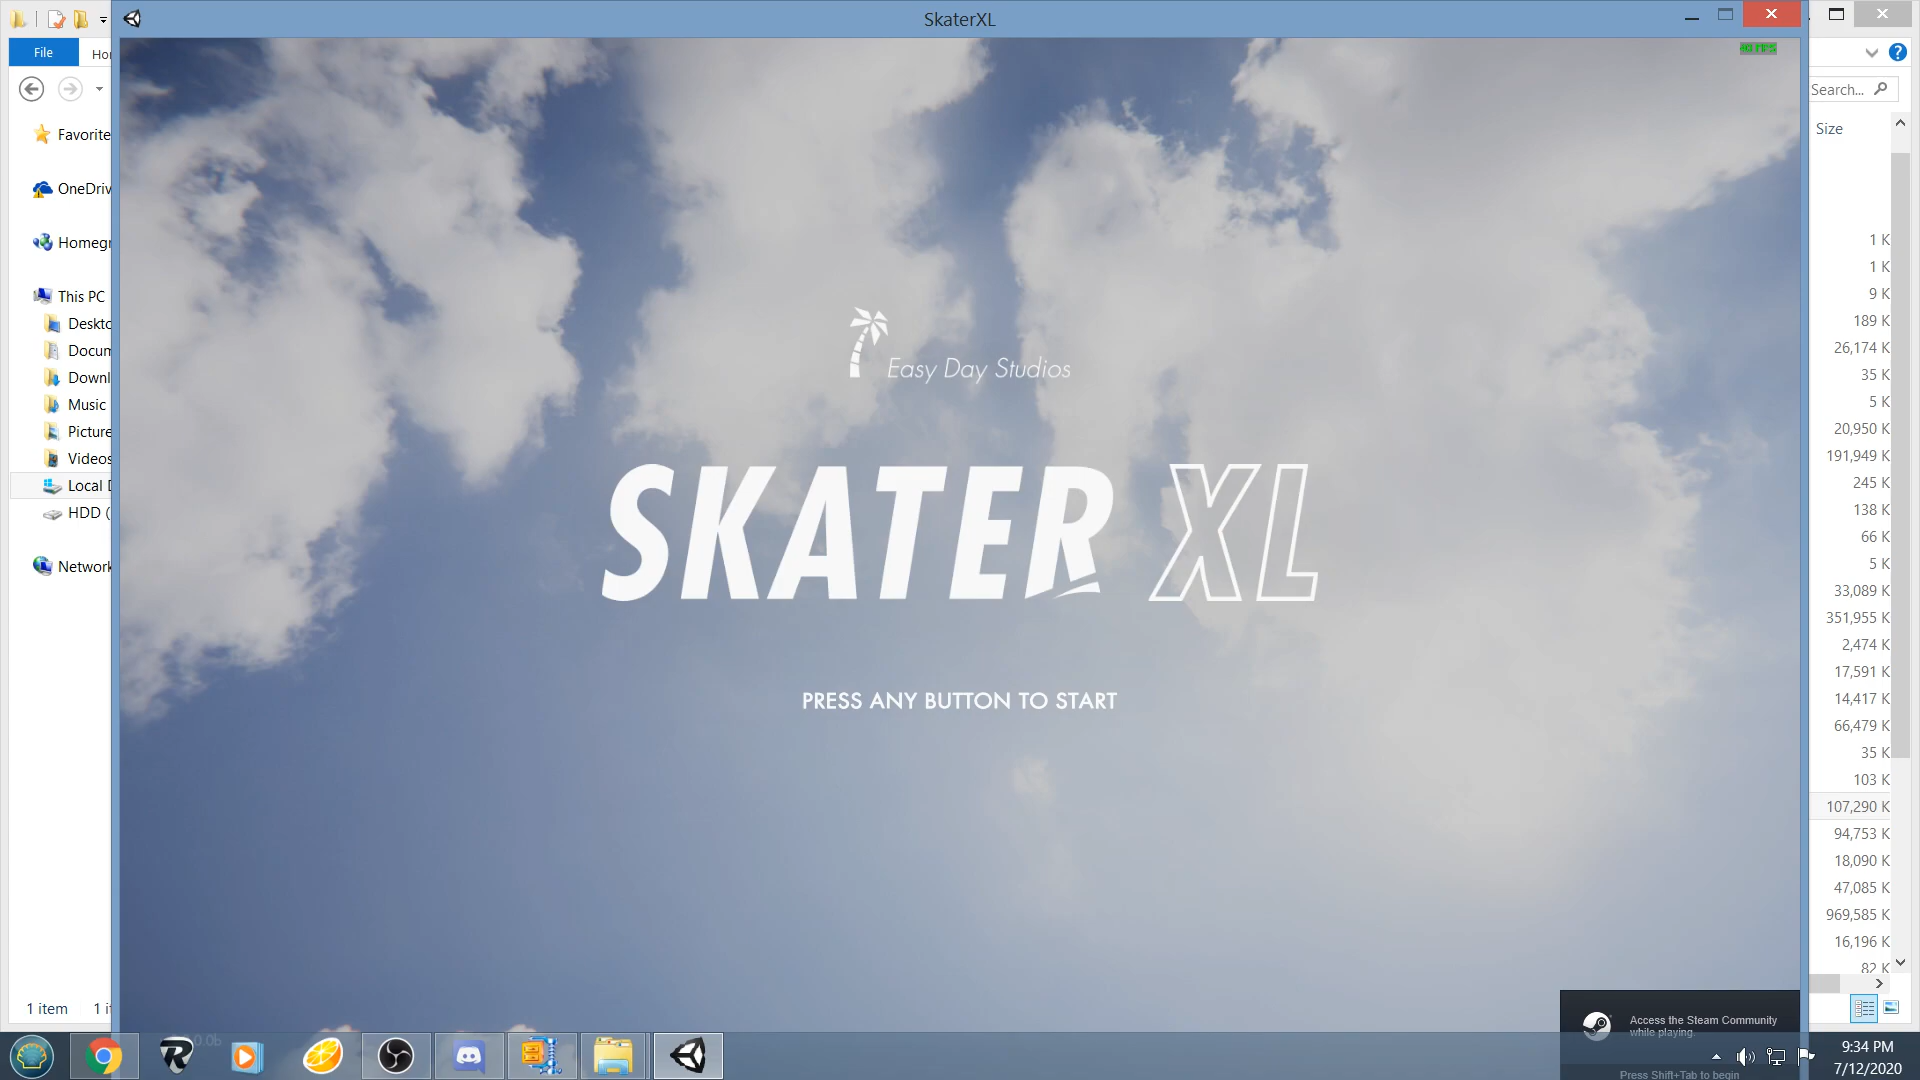 SkaterXL
File
Ho
Search...
Favorite
Size
OneDriv
Homegr
1 K
1 K
This PC
9 K
Deskto
189 K
Docum
26,174 K
Downl
35 K
Music
5 K
Picture
20,950 K
Videos
191,949 K
Local D
245 K
HDD (
138 K
66 K
Network
5 K
33,089 K
351,955 K
2,474 K
17,591 K
14,417 K
66,479 K
35 K
103 K
107,290 K
94,753 K
18,090 K
47,085 K
969,585 K
16,196 K
82 K
Easy Day Studios
SKATER XL
PRESS ANY BUTTON TO START
1 item
Access the Steam Community
while playing.
Press Shift+Tab to begin
9:34 PM
7/12/2020